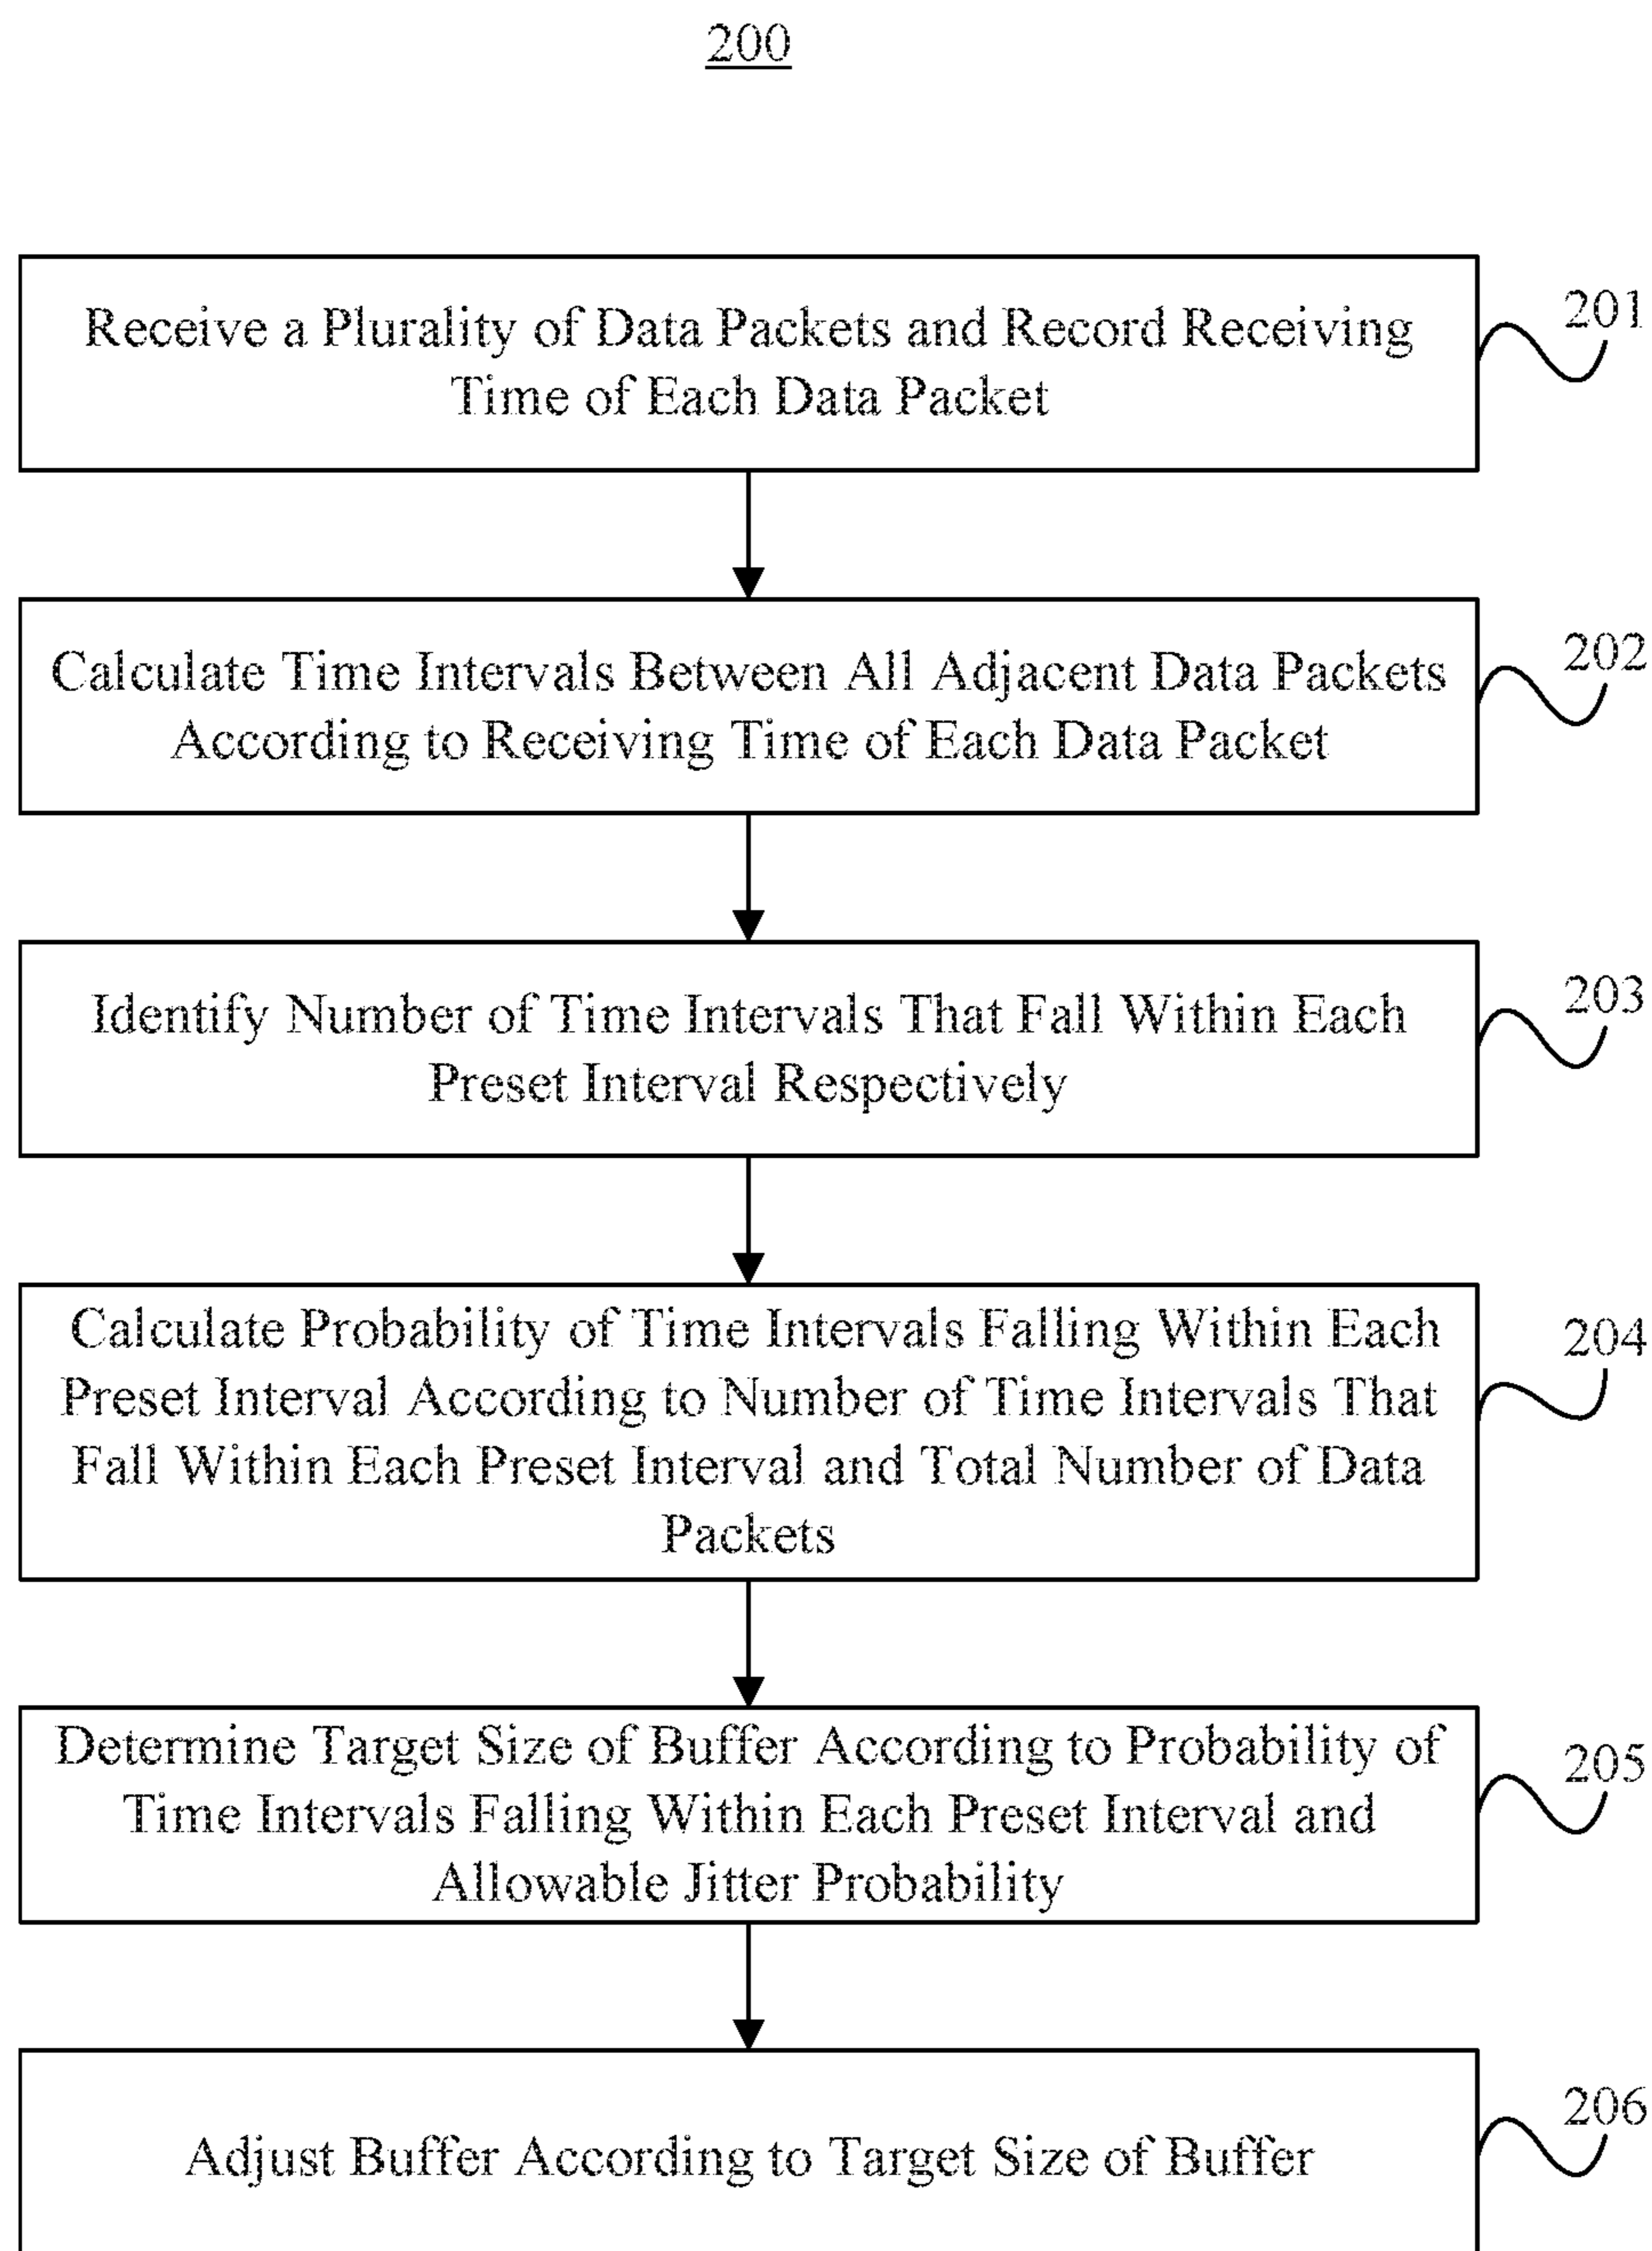 200
Receive a Plurality of Data Packets and Record Receiving
Time of Each Data Packet
201
Calculate Time Intervals Between All Adjacent Data Packets
According to Receiving Time of Each Data Packet
202
Identify Number of Time Intervals That Fall Within Each
Preset Interval Respectively
203
Calculate Probability of Time Intervals Falling Within Each
Preset Interval According to Number of Time Intervals That
Fall Within Each Preset Interval and Total Number of Data
Packets
204
Determine Target Size of Buffer According to Probability of
Time Intervals Falling Within Each Preset Interval and
Allowable Jitter Probability
205
Adjust Buffer According to Target Size of Buffer
206